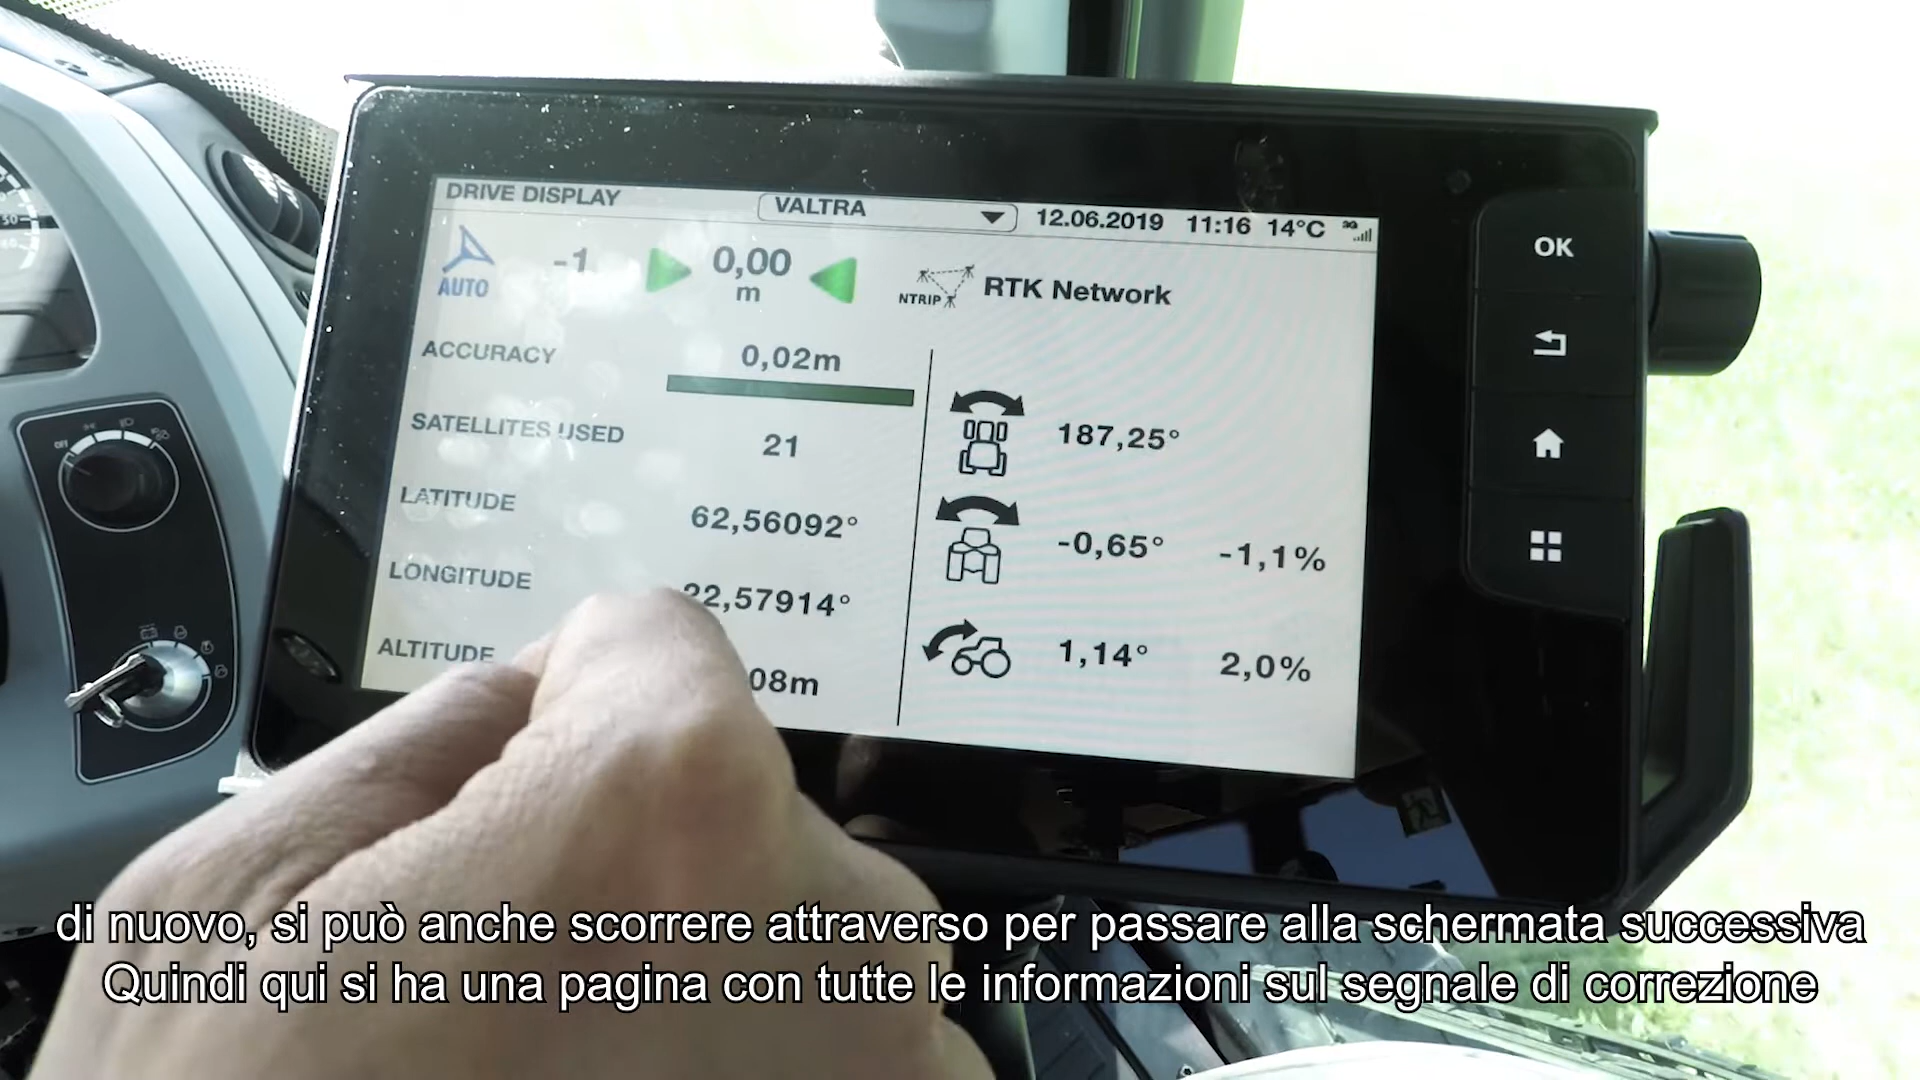 DRIVE DISPLAY VALTRA 12.06.2019 11:16 14°C 3G
AUTO -1 0,00 m NTRIP RTK Network
ACCURACY 0,02m
SATELLITES USED 21
LATITUDE 62,56092°
LONGITUDE 22,57914°
ALTITUDE 08m
187,25°
-0,65° -1,1%
1,14° 2,0%
OK
OFF
di nuovo, si può anche scorrere attraverso per passare alla schermata successiva
Quindi qui si ha una pagina con tutte le informazioni sul segnale di correzione